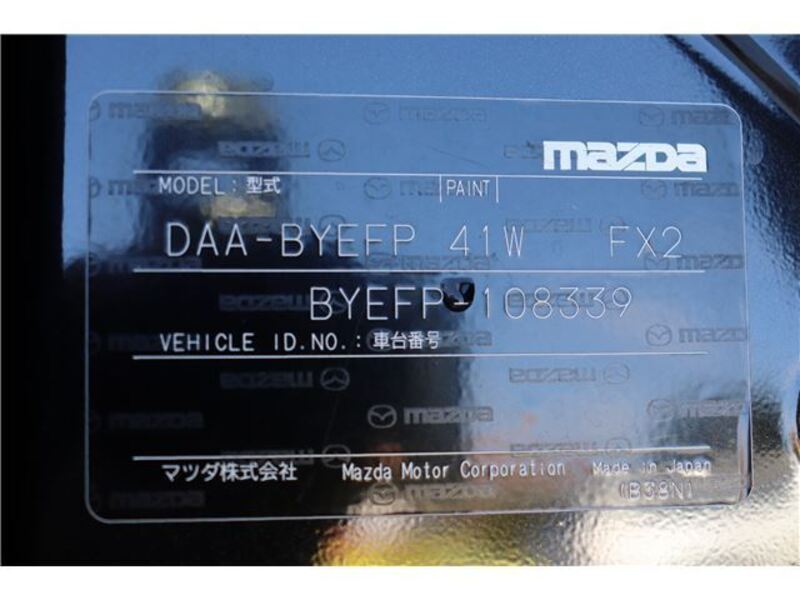 mazda
MODEL : 型式 PAINT
DAA-BYEFP 41W FX2
BYEFP-108339
VEHICLE ID.NO. : 車台番号
マツダ株式会社 Mazda Motor Corporation Made in Japan
(B38N)